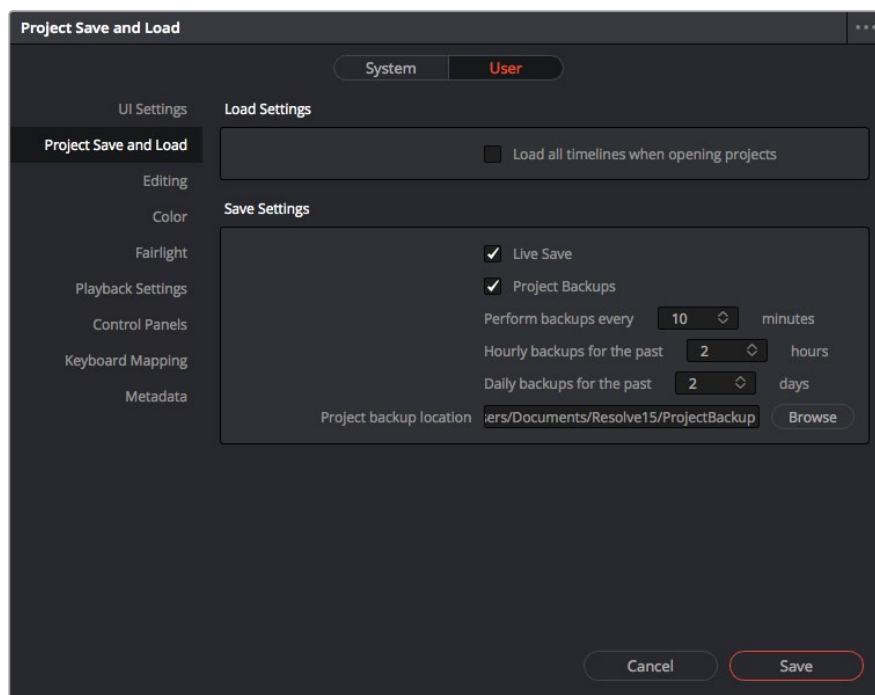 Project Save and Load
System User
UI Settings
Project Save and Load
Editing
Color
Fairlight
Playback Settings
Control Panels
Keyboard Mapping
Metadata
Load Settings
Load all timelines when opening projects
Save Settings
Live Save
Project Backups
Perform backups every 10 minutes
Hourly backups for the past 2 hours
Daily backups for the past 2 days
Project backup location ers/Documents/Resolve15/ProjectBackup Browse
Cancel Save